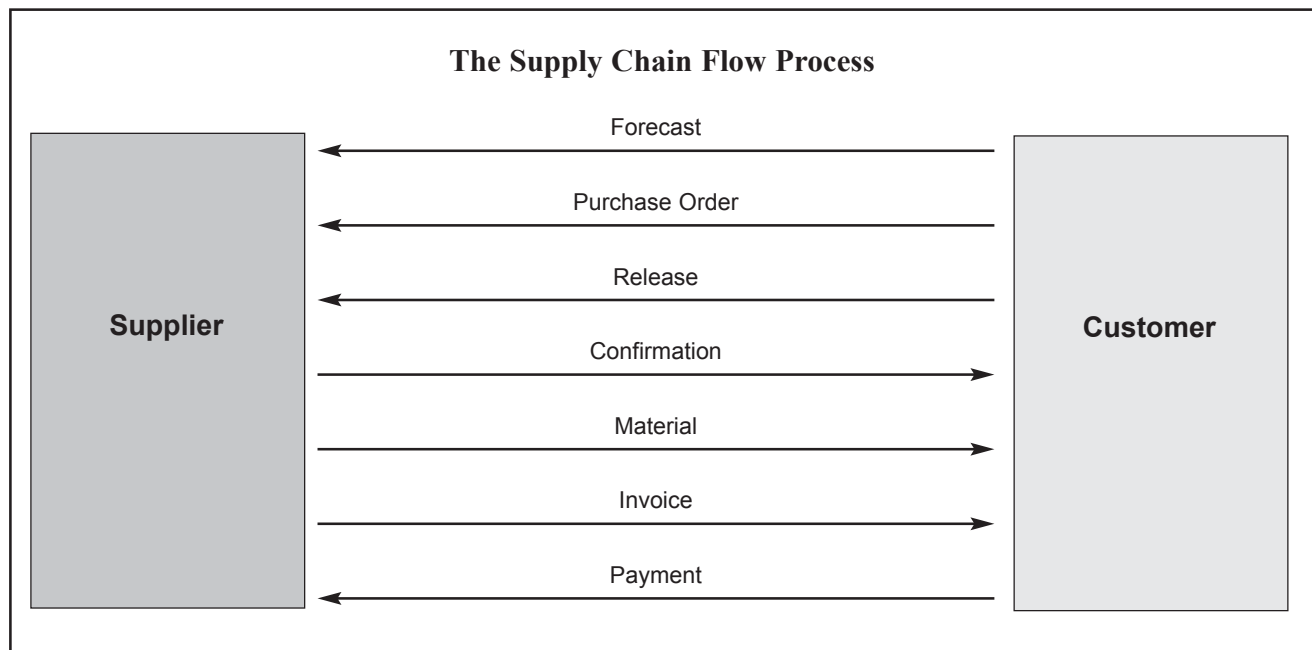 The Supply Chain Flow Process
Forecast
Purchase Order
Release
Supplier
Customer
Confirmation
Material
Invoice
Payment